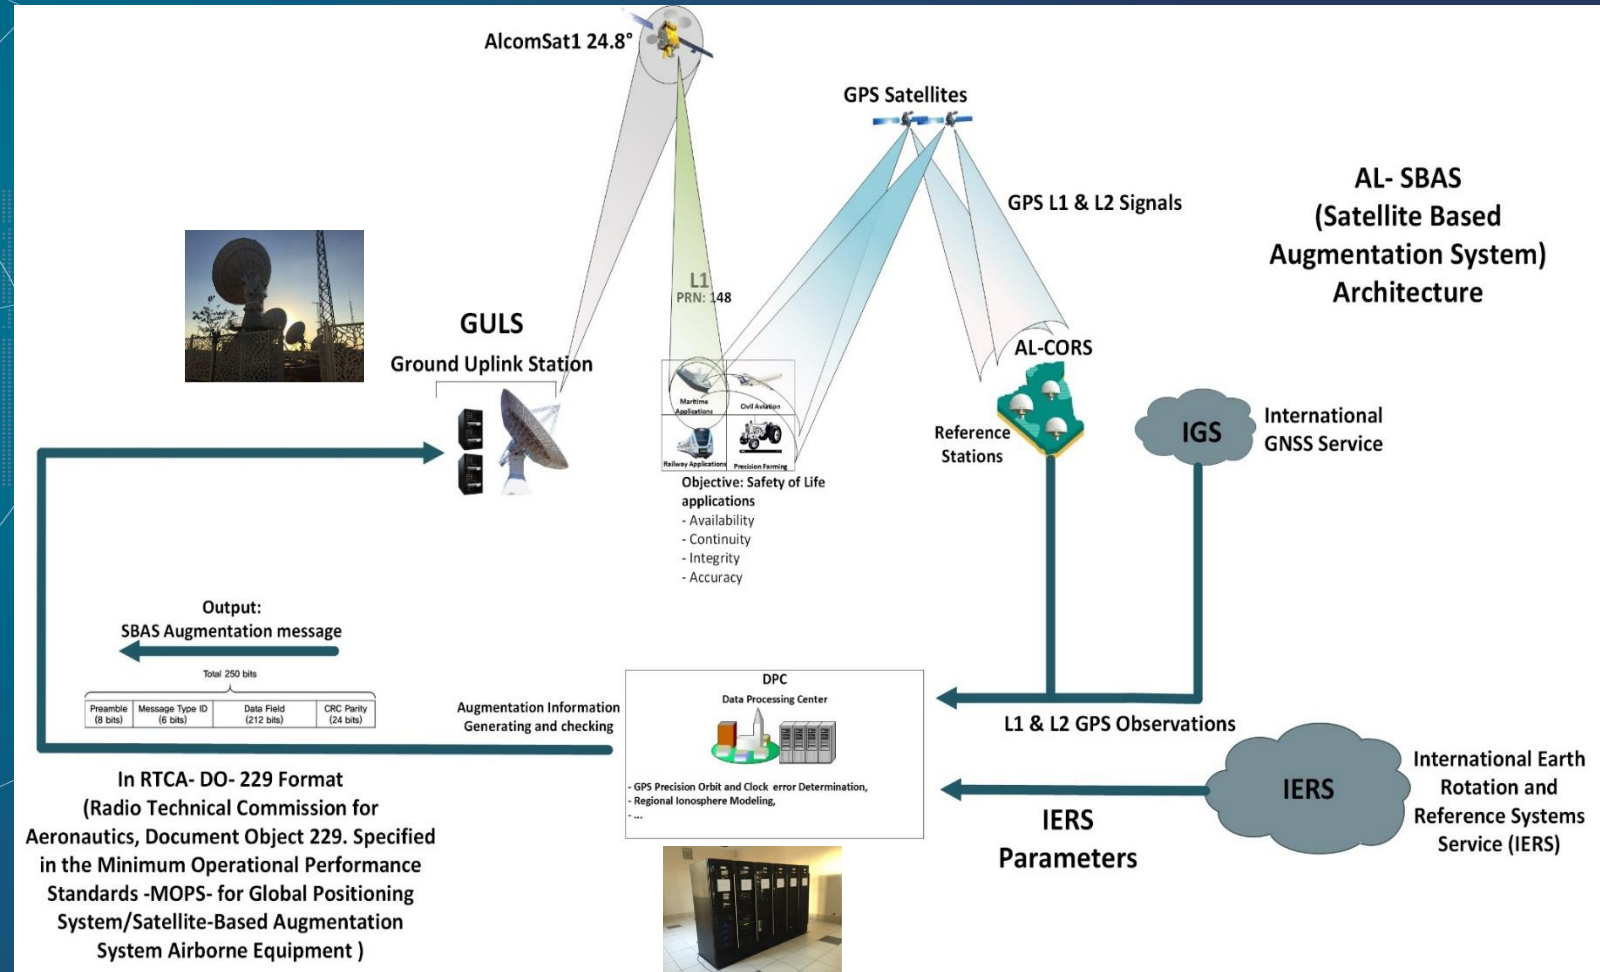 AlcomSat1 24.8°
GPS Satellites
GPS L1 & L2 Signals
AL- SBAS
(Satellite Based
Augmentation System)
Architecture
L1
PRN: 148
GULS
Ground Uplink Station
AL-CORS
Reference
Stations
IGS
International
GNSS Service
Maritime
Applications
Civil Aviation
Railway Applications
Precision Farming
Objective: Safety of Life
applications
- Availability
- Continuity
- Integrity
- Accuracy
Output:
SBAS Augmentation message
Total 250 bits
Preamble
(8 bits)
Message Type ID
(6 bits)
Data Field
(212 bits)
CRC Parity
(24 bits)
Augmentation Information
Generating and checking
DPC
Data Processing Center
- GPS Precision Orbit and Clock error Determination,
- Regional Ionosphere Modeling,
- ...
L1 & L2 GPS Observations
IERS
IERS
Parameters
International Earth
Rotation and
Reference Systems
Service (IERS)
In RTCA- DO- 229 Format
(Radio Technical Commission for
Aeronautics, Document Object 229. Specified
in the Minimum Operational Performance
Standards -MOPS- for Global Positioning
System/Satellite-Based Augmentation
System Airborne Equipment )